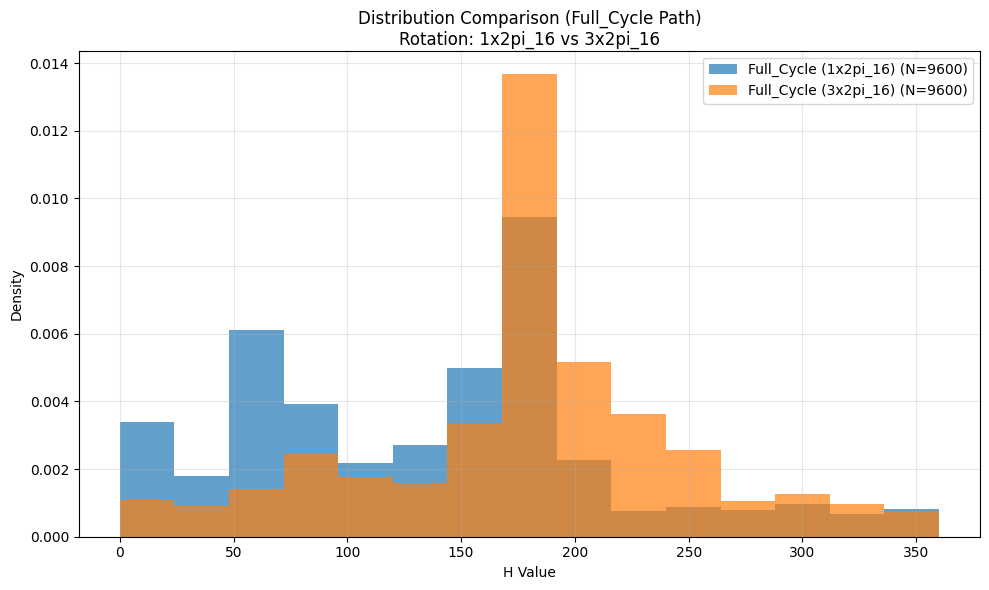 Distribution Comparison (Full_Cycle Path)
Rotation: 1x2pi_16 vs 3x2pi_16
Full_Cycle (1x2pi_16) (N=9600)
Full_Cycle (3x2pi_16) (N=9600)
0.014
0.012
0.010
0.008
0.006
0.004
0.002
0.000
Density
0 50 100 150 200 250 300 350
H Value